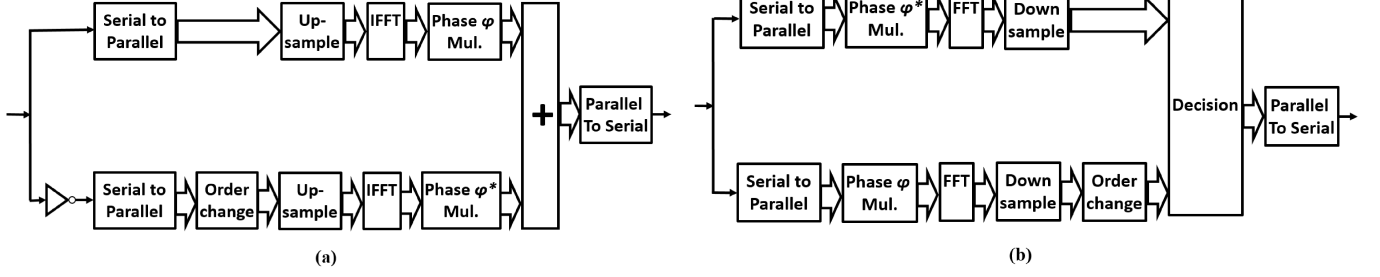 Serial to
Parallel
Up-
sample
IFFT
Phase φ
Mul.
+
Parallel
To Serial
Serial to
Parallel
Order
change
Up-
sample
IFFT
Phase φ*
Mul.
(a)
Serial to
Parallel
Phase φ*
Mul.
FFT
Down
sample
Decision
Parallel
To Serial
Serial to
Parallel
Phase φ
Mul.
FFT
Down
sample
Order
change
(b)